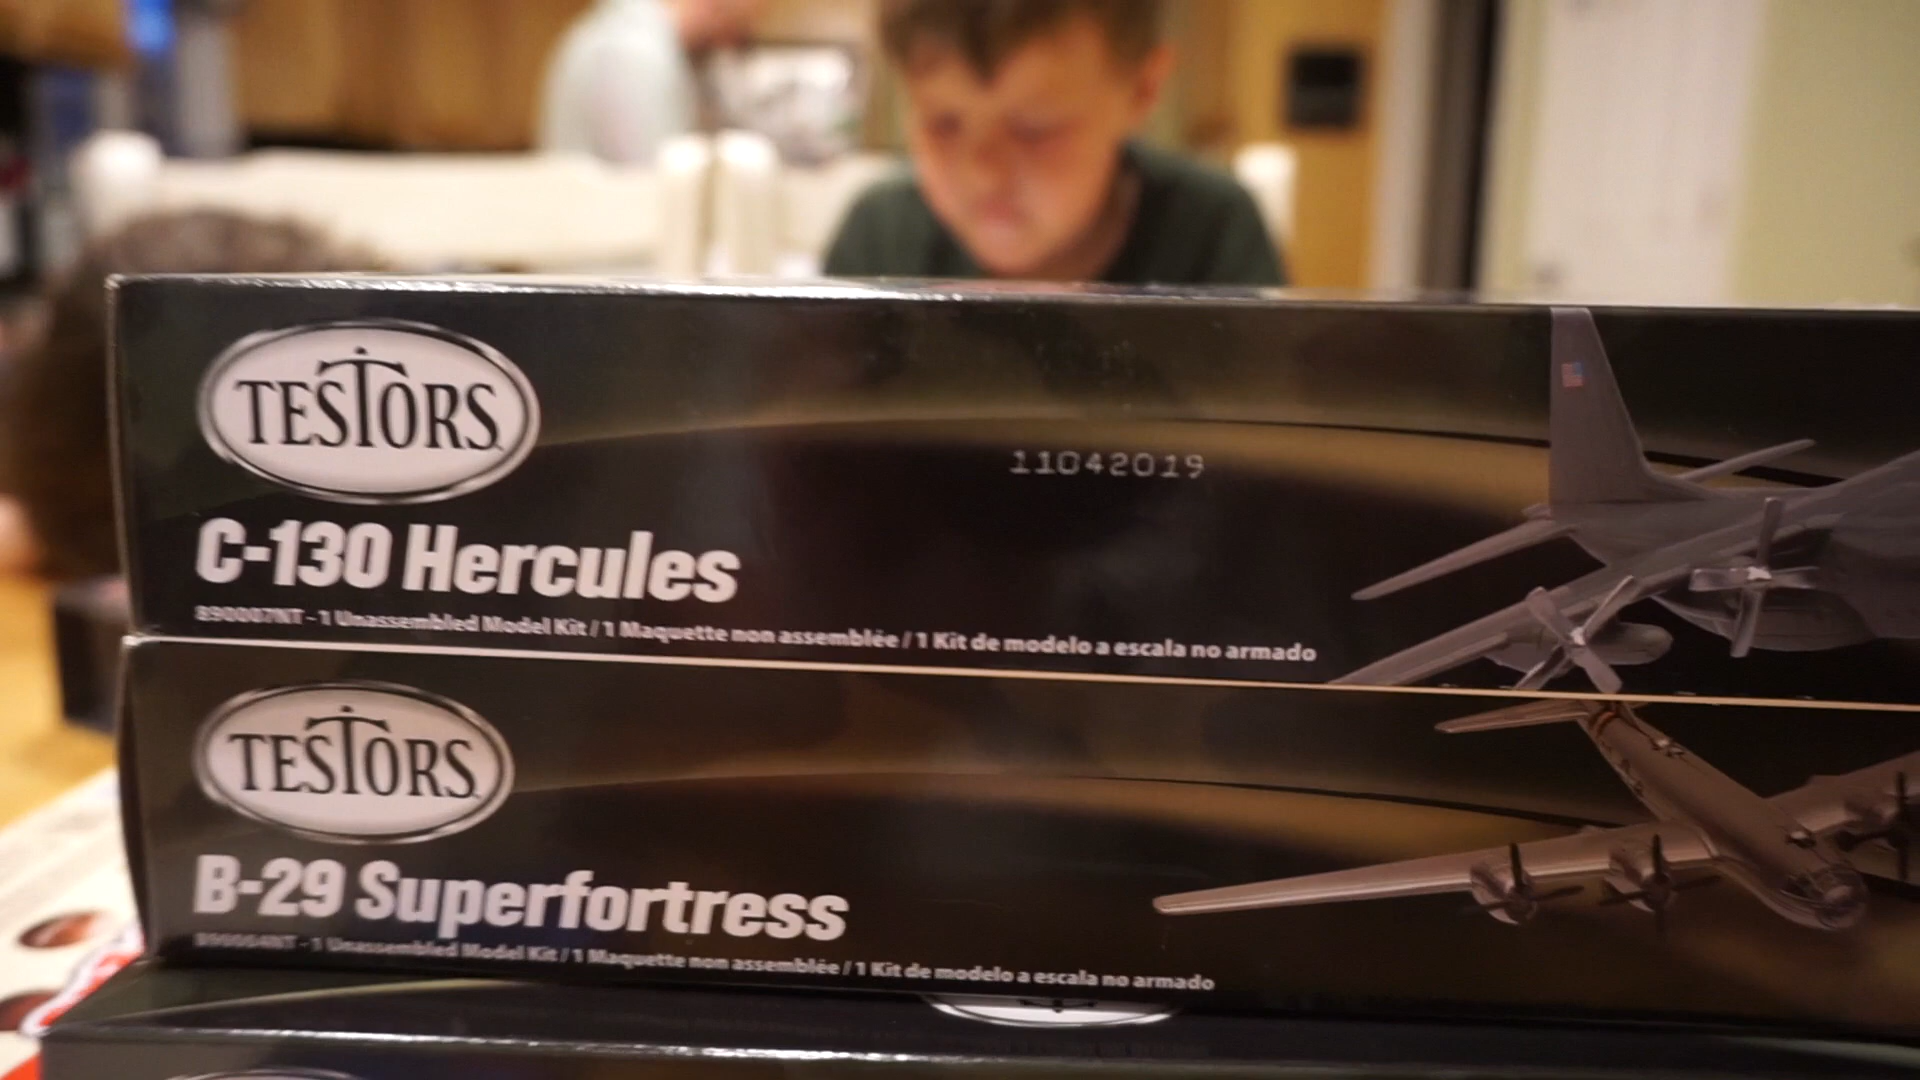 TESTORS
11042019
C-130 Hercules
890007NT - 1 Unassembled Model Kit / 1 Maquette non assemblée / 1 Kit de modelo a escala no armado
TESTORS
B-29 Superfortress
1 Unassembled Model Kit / 1 Maquette non assemblée / 1 Kit de modelo a escala no armado